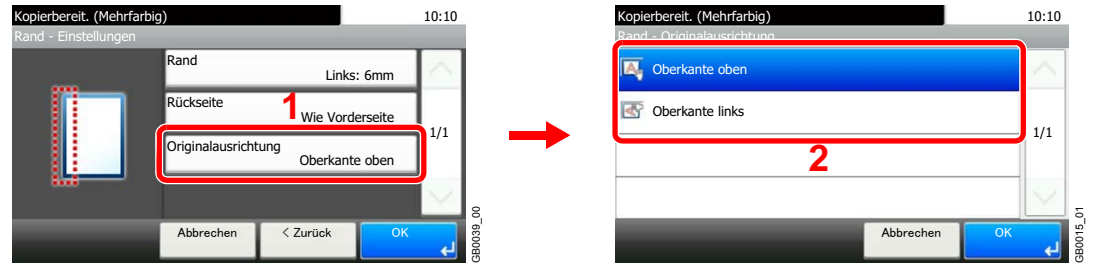 Kopierbereit. (Mehrfarbig)
10:10
Rand - Einstellungen
Rand
Links: 6mm
Rückseite
1
Wie Vorderseite
1/1
Originalausrichtung
Oberkante oben
Abbrechen
< Zurück
OK
GB0039_00
Kopierbereit. (Mehrfarbig)
10:10
Rand - Originalausrichtung
Oberkante oben
Oberkante links
1/1
2
Abbrechen
OK
GB0015_01